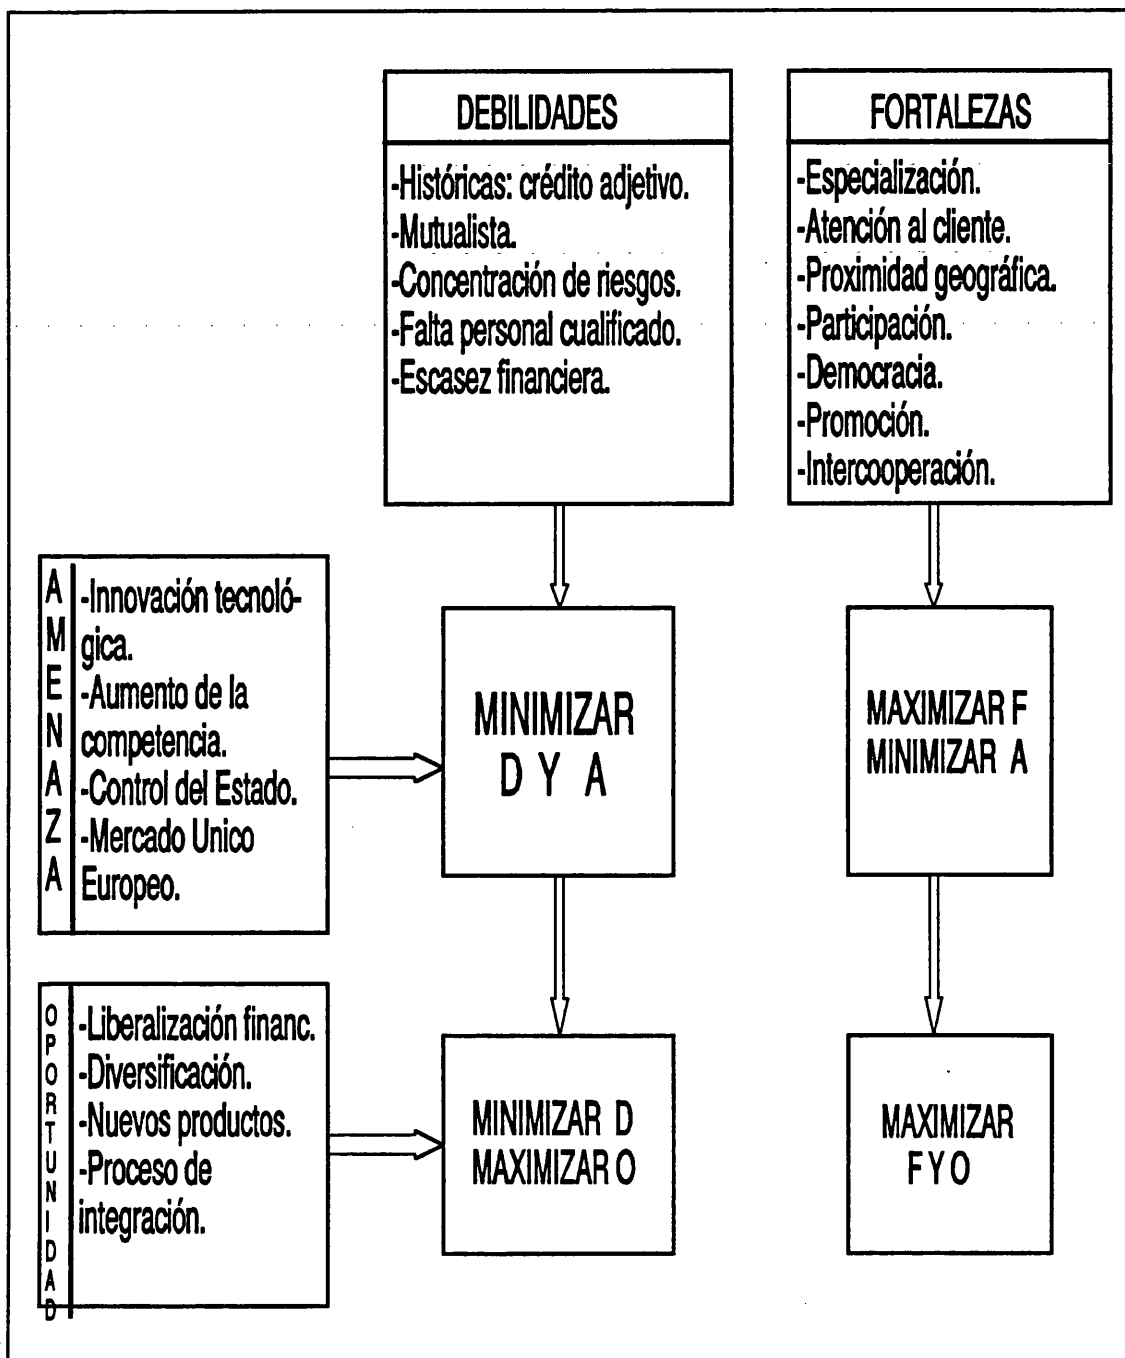 DEBILIDADES
-Históricas: crédito adjetivo.
-Mutualista.
-Concentración de riesgos.
-Falta personal cualificado.
-Escasez financiera.
FORTALEZAS
-Especialización.
-Atención al cliente.
-Proximidad geográfica.
-Participación.
-Democracia.
-Promoción.
-Intercooperación.
AMENAZA
-Innovación tecnoló-
gica.
-Aumento de la
competencia.
-Control del Estado.
-Mercado Unico
Europeo.
MINIMIZAR
D Y A
MAXIMIZAR F
MINIMIZAR A
OPORTUNIDAD
-Liberalización financ.
-Diversificación.
-Nuevos productos.
-Proceso de
integración.
MINIMIZAR D
MAXIMIZAR O
MAXIMIZAR
F Y O